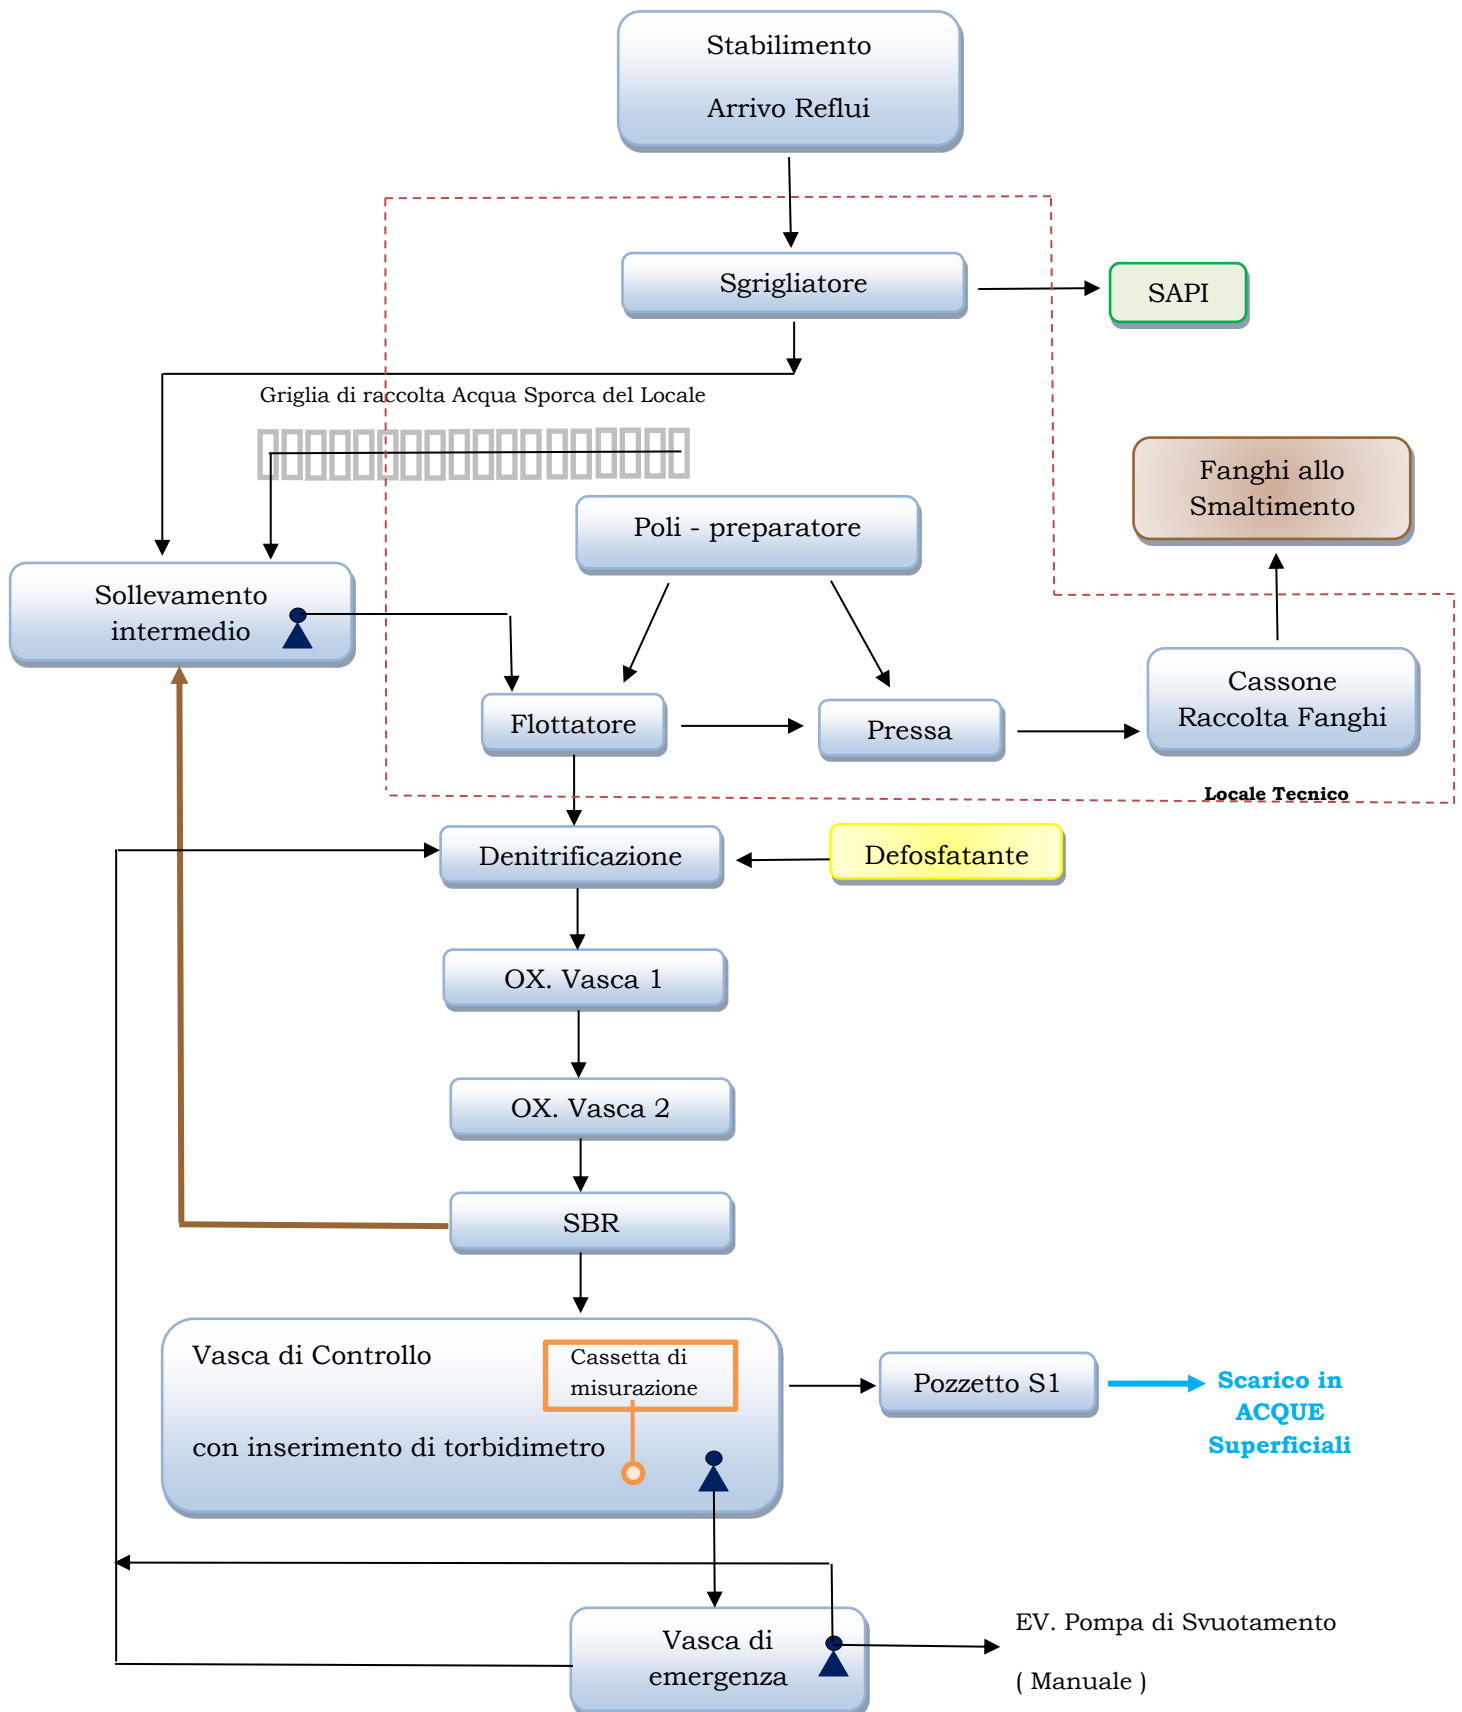 Stabilimento
Arrivo Reflui
Sgrigliatore
SAPI
Griglia di raccolta Acqua Sporca del Locale
Fanghi allo
Smaltimento
Poli - preparatore
Sollevamento
intermedio
Cassone
Raccolta Fanghi
Flottatore
Pressa
Locale Tecnico
Denitrificazione
Defosfatante
OX. Vasca 1
OX. Vasca 2
SBR
Vasca di Controllo
Cassetta di
misurazione
con inserimento di torbidimetro
Pozzetto S1
Scarico in
ACQUE
Superficiali
Vasca di
emergenza
EV. Pompa di Svuotamento
( Manuale )